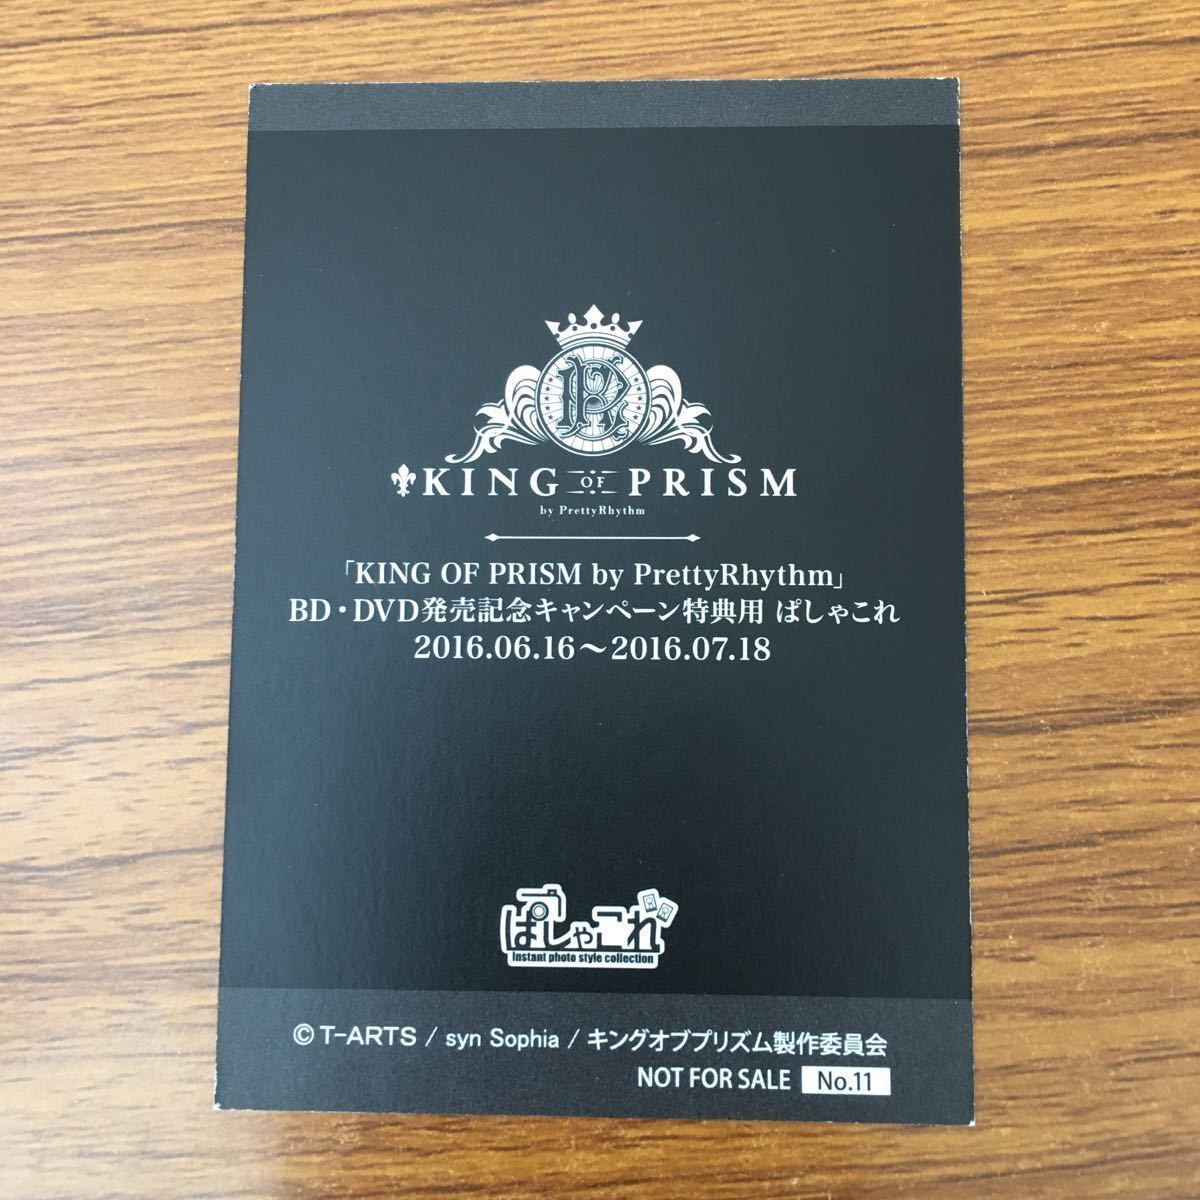 PR
KING OF PRISM
by PrettyRhythm
「KING OF PRISM by PrettyRhythm」
BD・DVD発売記念キャンペーン特典用 ぱしゃこれ
2016.06.16〜2016.07.18
ぱしゃこれ
Instant photo style collection
© T-ARTS / syn Sophia / キングオブプリズム製作委員会
NOT FOR SALE No.11